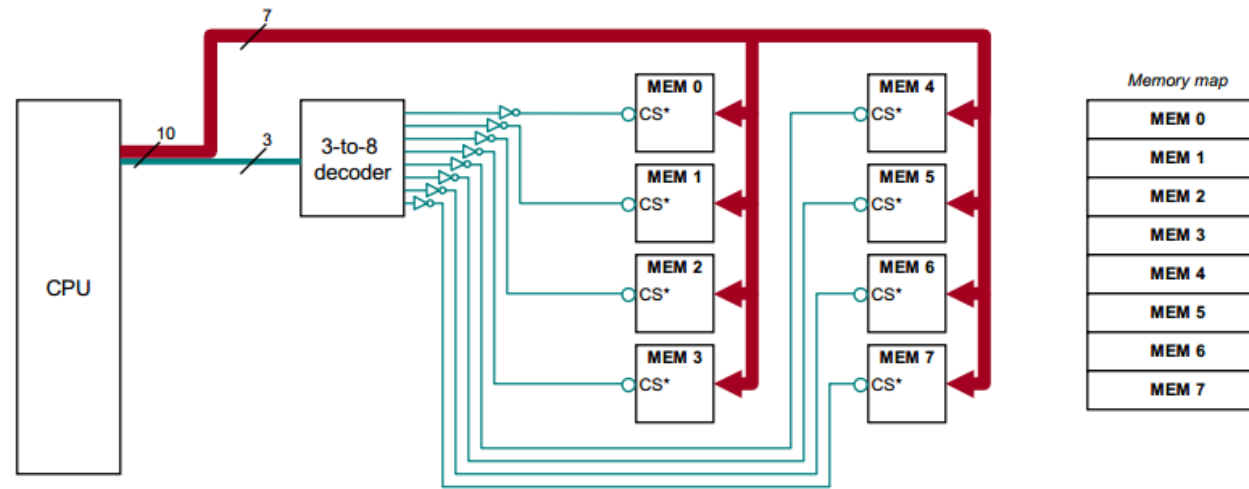 7
10
3
CPU
3-to-8
decoder
MEM 0
CS*
MEM 1
CS*
MEM 2
CS*
MEM 3
CS*
MEM 4
CS*
MEM 5
CS*
MEM 6
CS*
MEM 7
CS*
Memory map
MEM 0
MEM 1
MEM 2
MEM 3
MEM 4
MEM 5
MEM 6
MEM 7